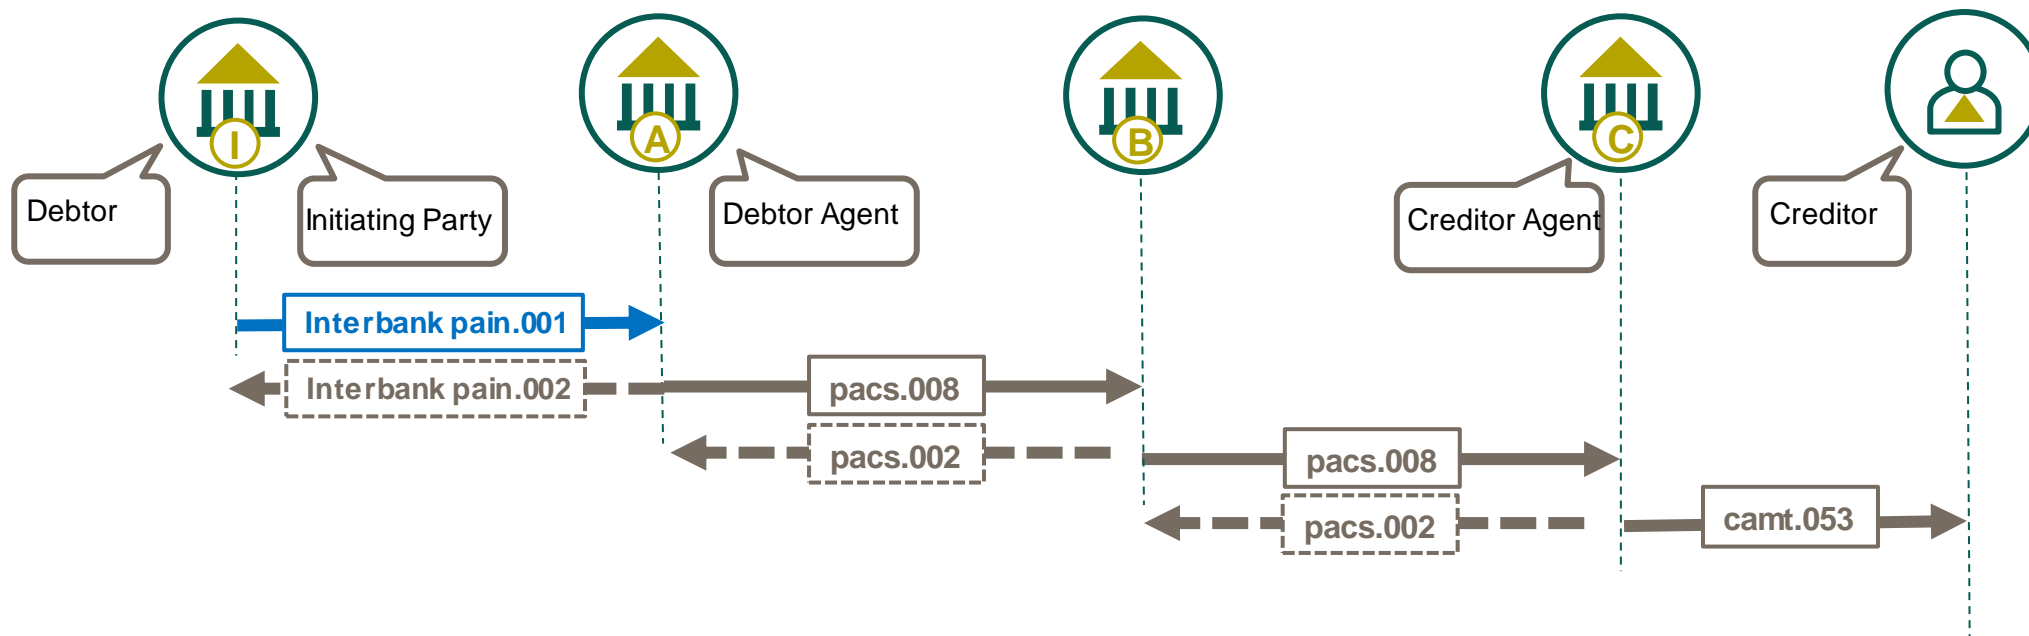 I
A
B
C
Debtor
Initiating Party
Debtor Agent
Creditor Agent
Creditor
Interbank pain.001
Interbank pain.002
pacs.008
pacs.002
pacs.008
pacs.002
camt.053